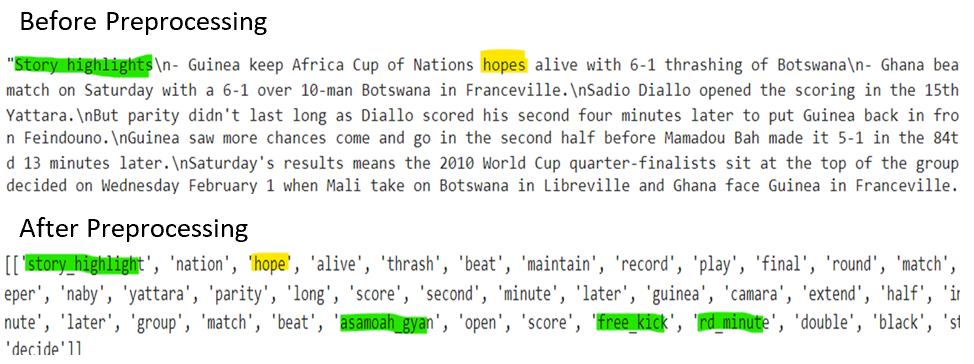 Before Preprocessing
"Story highlights\n- Guinea keep Africa Cup of Nations hopes alive with 6-1 thrashing of Botswana\n- Ghana bea
match on Saturday with a 6-1 over 10-man Botswana in Franceville.\nSadio Diallo opened the scoring in the 15th
Yattara.\nBut parity didn't last long as Diallo scored his second four minutes later to put Guinea back in fro
n Feindouno.\nGuinea saw more chances come and go in the second half before Mamadou Bah made it 5-1 in the 84t
d 13 minutes later.\nSaturday's results means the 2010 World Cup quarter-finalists sit at the top of the group
decided on Wednesday February 1 when Mali take on Botswana in Libreville and Ghana face Guinea in Franceville.
After Preprocessing
[['story_highlight', 'nation', 'hope', 'alive', 'thrash', 'beat', 'maintain', 'record', 'play', 'final', 'round', 'match',
eper', 'naby', 'yattara', 'parity', 'long', 'score', 'second', 'minute', 'later', 'guinea', 'camara', 'extend', 'half', 'i
nute', 'later', 'group', 'match', 'beat', 'asamoah_gyan', 'open', 'score', 'free_kick', 'rd_minute', 'double', 'black', 'st
'decide']]